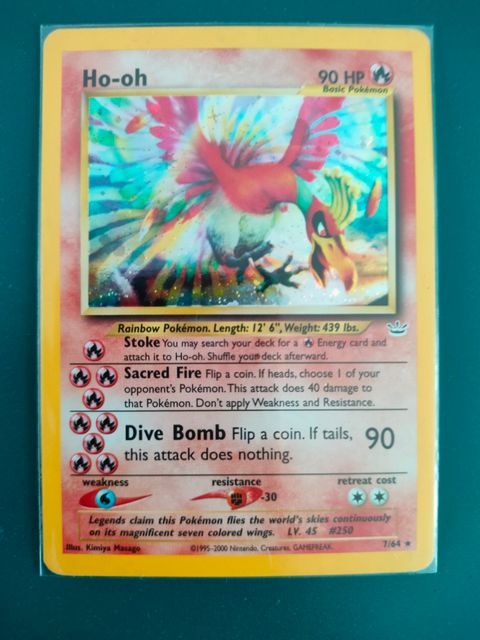 Ho-oh 90 HP
Basic Pokémon
Rainbow Pokémon. Length: 12' 6", Weight: 439 lbs.
Stoke You may search your deck for a Energy card and
attach it to Ho-oh. Shuffle your deck afterward.
Sacred Fire Flip a coin. If heads, choose 1 of your
opponent's Pokémon. This attack does 40 damage to
that Pokémon. Don't apply Weakness and Resistance.
Dive Bomb Flip a coin. If tails, 90
this attack does nothing.
weakness resistance retreat cost
-30
Legends claim this Pokémon flies the world's skies continuously
on its magnificent seven colored wings. LV. 45 #250
Illus. Kimiya Masago ©1995-2000 Nintendo, Creatures, GAMEFREAK. 7/64 ★